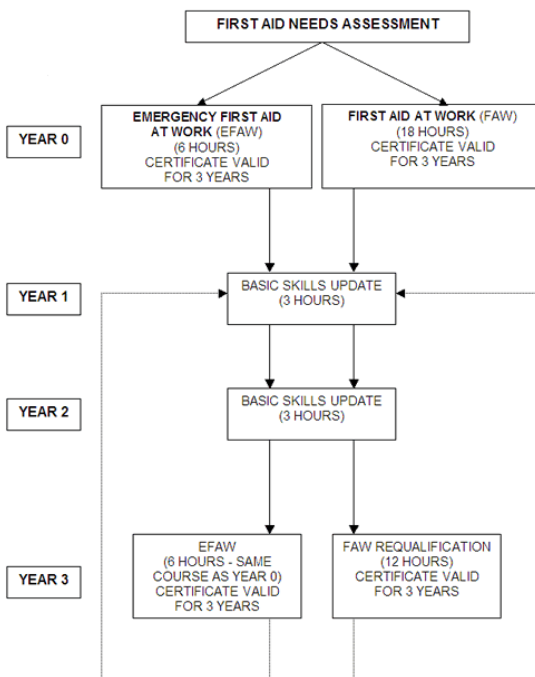 FIRST AID NEEDS ASSESSMENT
YEAR 0
EMERGENCY FIRST AID
AT WORK (EFAW)
(6 HOURS)
CERTIFICATE VALID
FOR 3 YEARS
FIRST AID AT WORK (FAW)
(18 HOURS)
CERTIFICATE VALID
FOR 3 YEARS
YEAR 1
BASIC SKILLS UPDATE
(3 HOURS)
YEAR 2
BASIC SKILLS UPDATE
(3 HOURS)
YEAR 3
EFAW
(6 HOURS - SAME
COURSE AS YEAR 0)
CERTIFICATE VALID
FOR 3 YEARS
FAW REQUALIFICATION
(12 HOURS)
CERTIFICATE VALID
FOR 3 YEARS